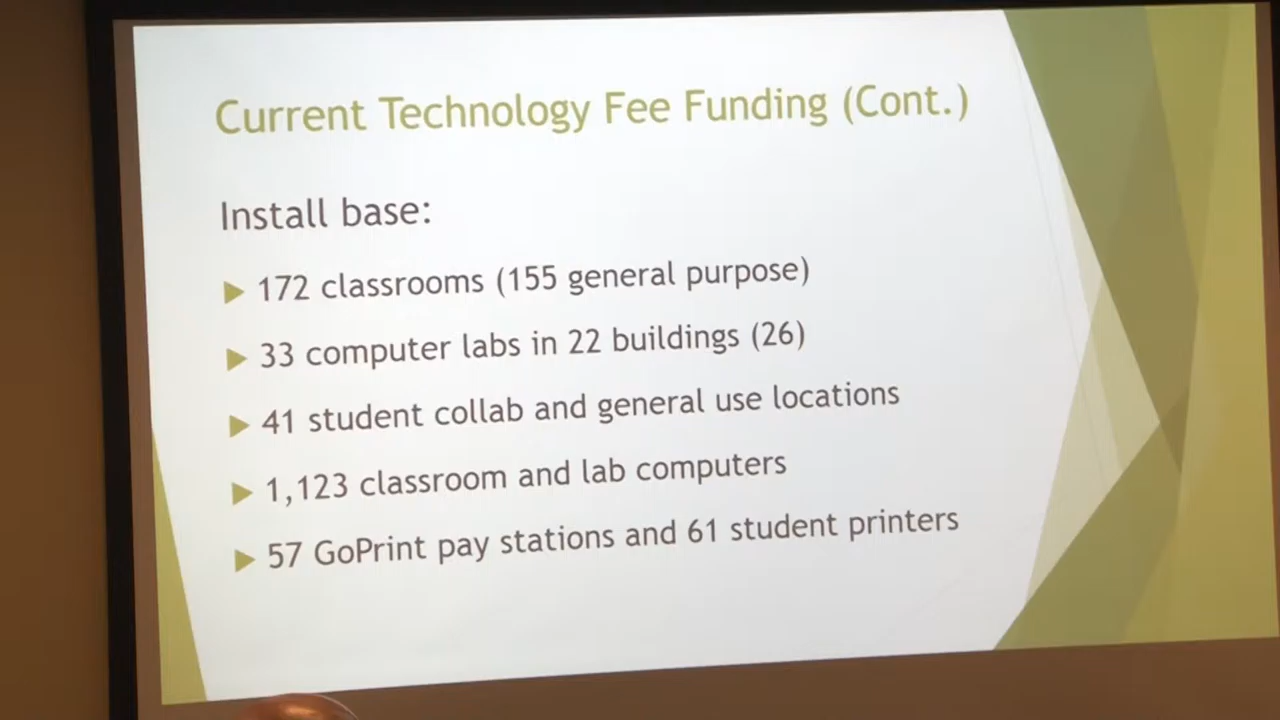 Current Technology Fee Funding (Cont.)
Install base:
172 classrooms (155 general purpose)
33 computer labs in 22 buildings (26)
41 student collab and general use locations
1,123 classroom and lab computers
57 GoPrint pay stations and 61 student printers